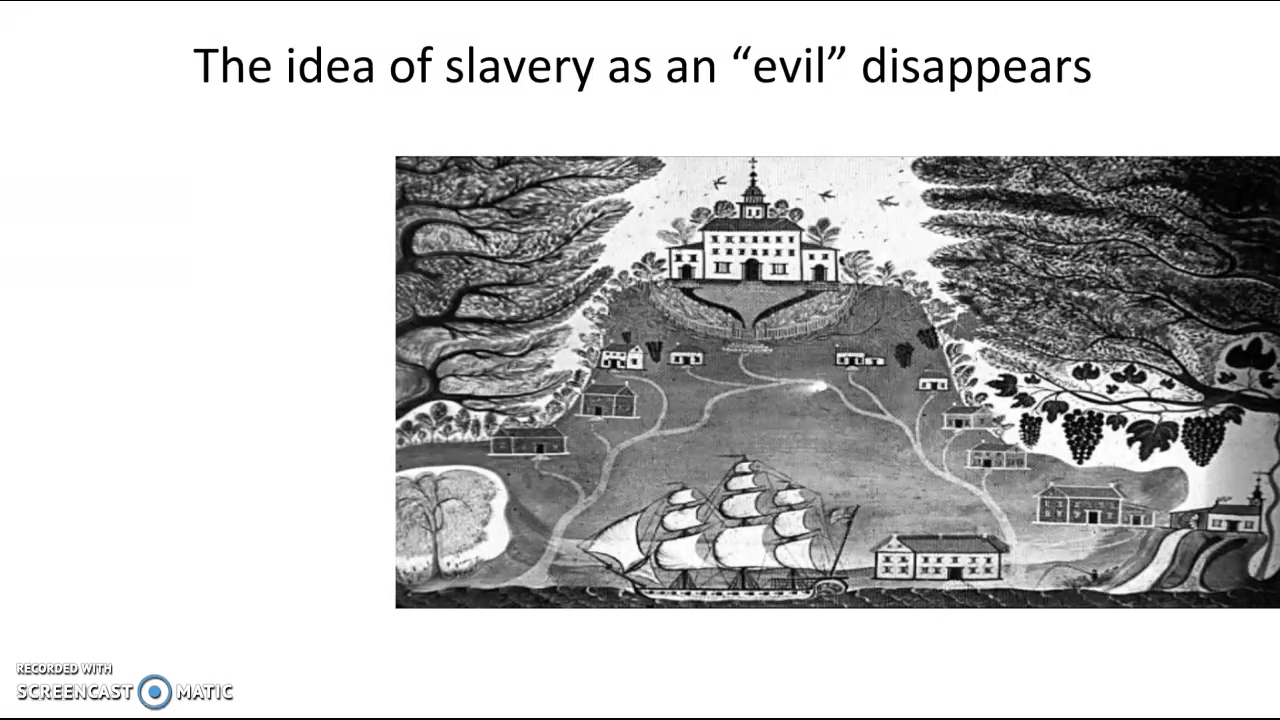 The idea of slavery as an “evil” disappears
RECORDED WITH
SCREENCAST MATIC